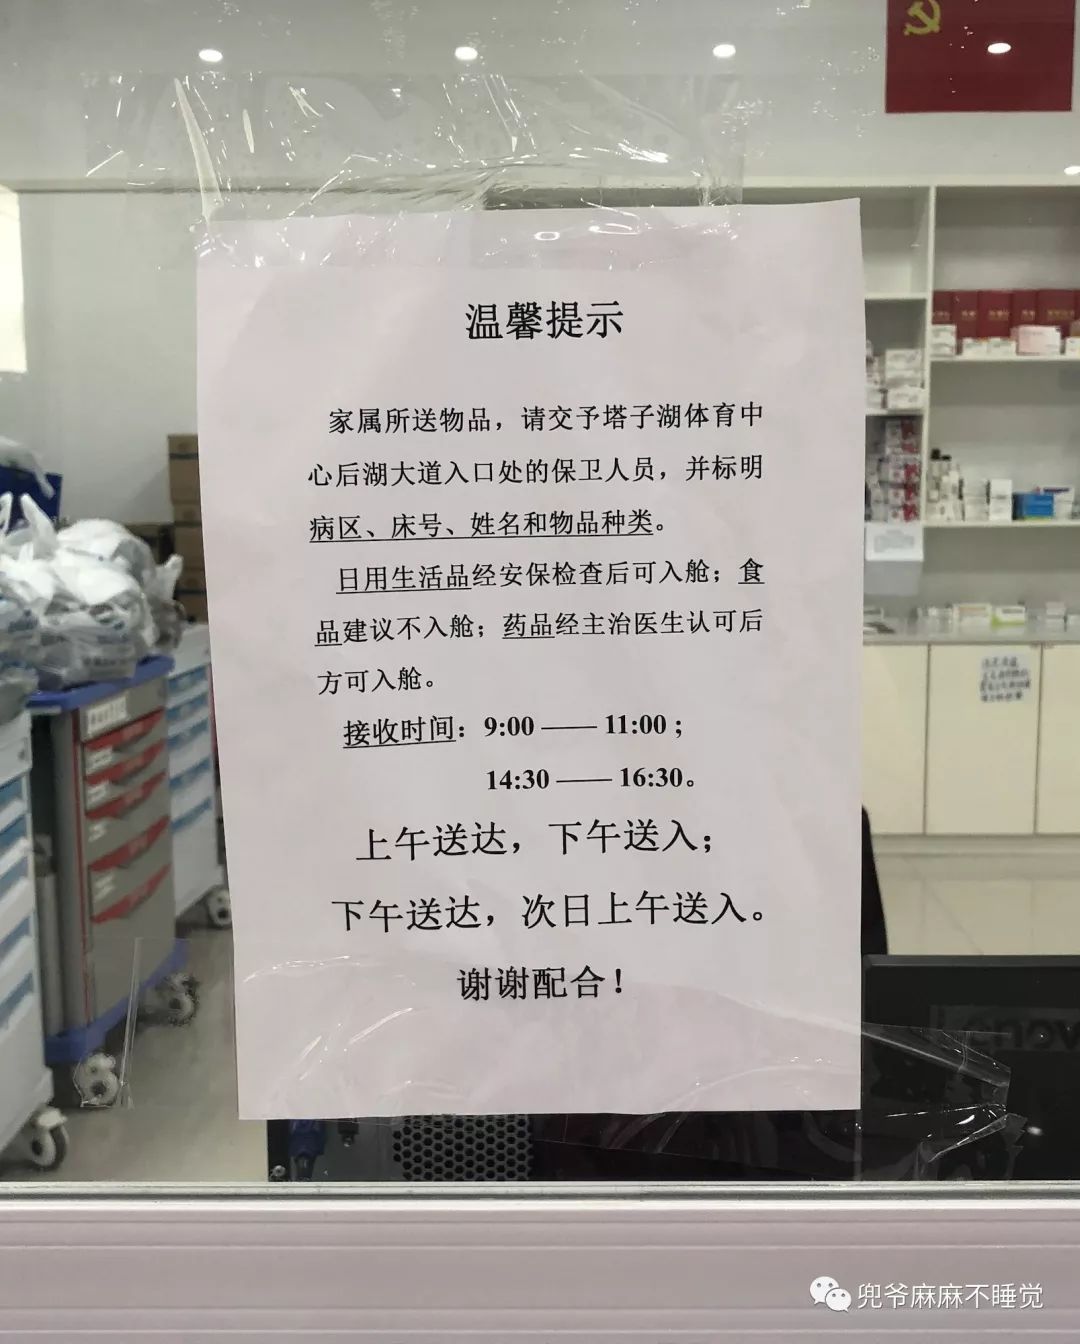 温馨提示
家属所送物品，请交予塔子湖体育中
心后湖大道入口处的保卫人员，并标明
病区、床号、姓名和物品种类。
日用生活品经安保检查后可入舱；食
品建议不入舱；药品经主治医生认可后
方可入舱。
接收时间：9:00 —— 11:00；
14:30 —— 16:30。
上午送达，下午送入；
下午送达，次日上午送入。
谢谢配合！
兜爷麻麻不睡觉